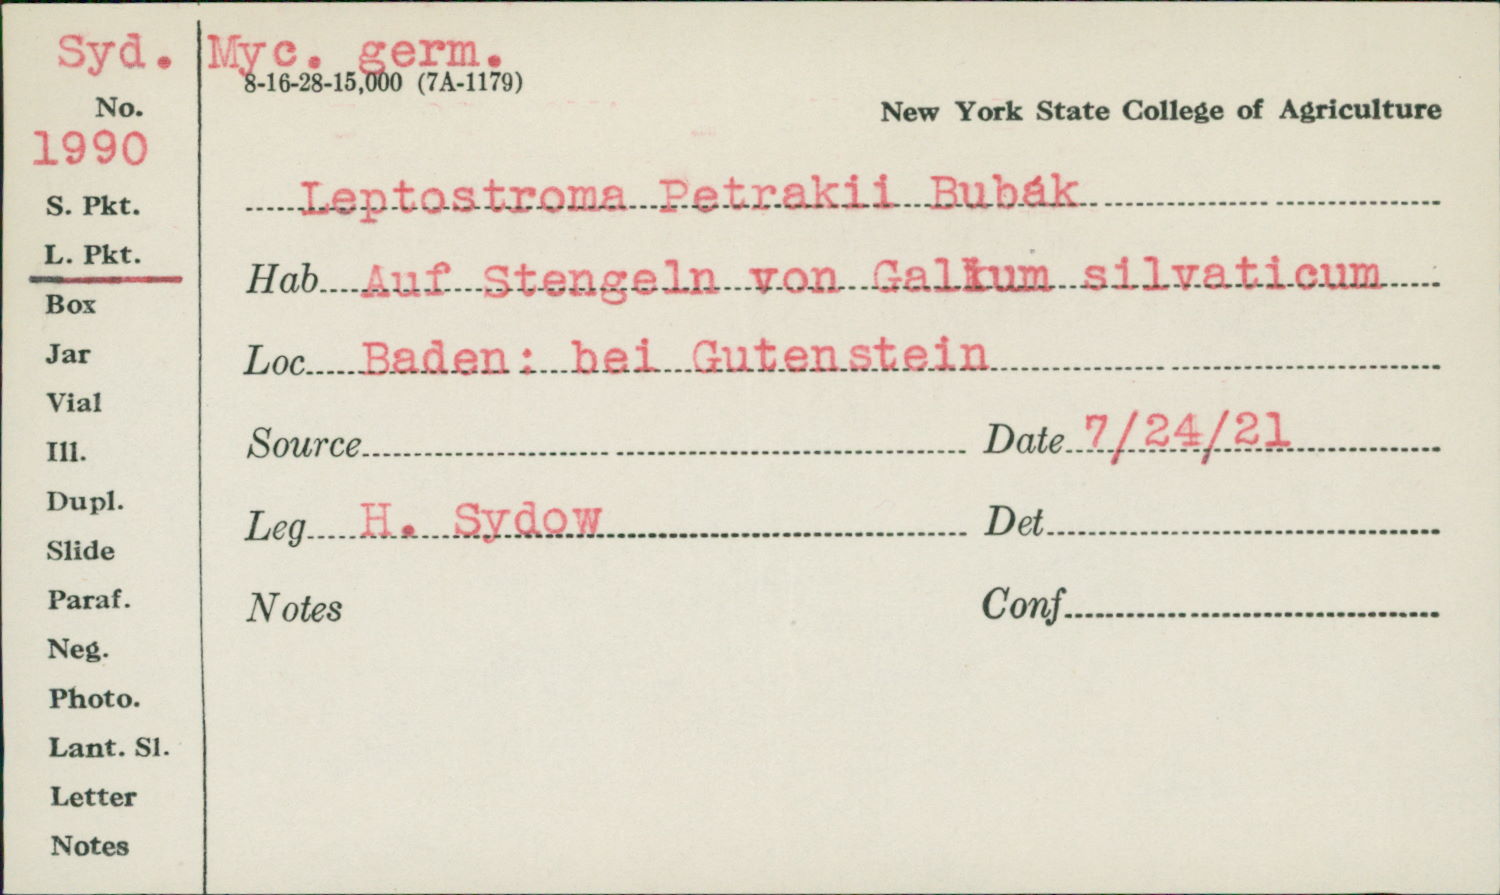 Syd. Myc. germ.
8-16-28-15,000 (7A-1179)
No.
New York State College of Agriculture
1990
S. Pkt.
Leptostroma Petrakii Bubák
L. Pkt.
Hab. Auf Stengeln von Galium silvaticum
Box
Jar
Loc. Baden: bei Gutenstein
Vial
Source Date 7/24/21
Ill.
Dupl.
Leg. H. Sydow Det.
Slide
Paraf.
Notes Conf.
Neg.
Photo.
Lant. Sl.
Letter
Notes